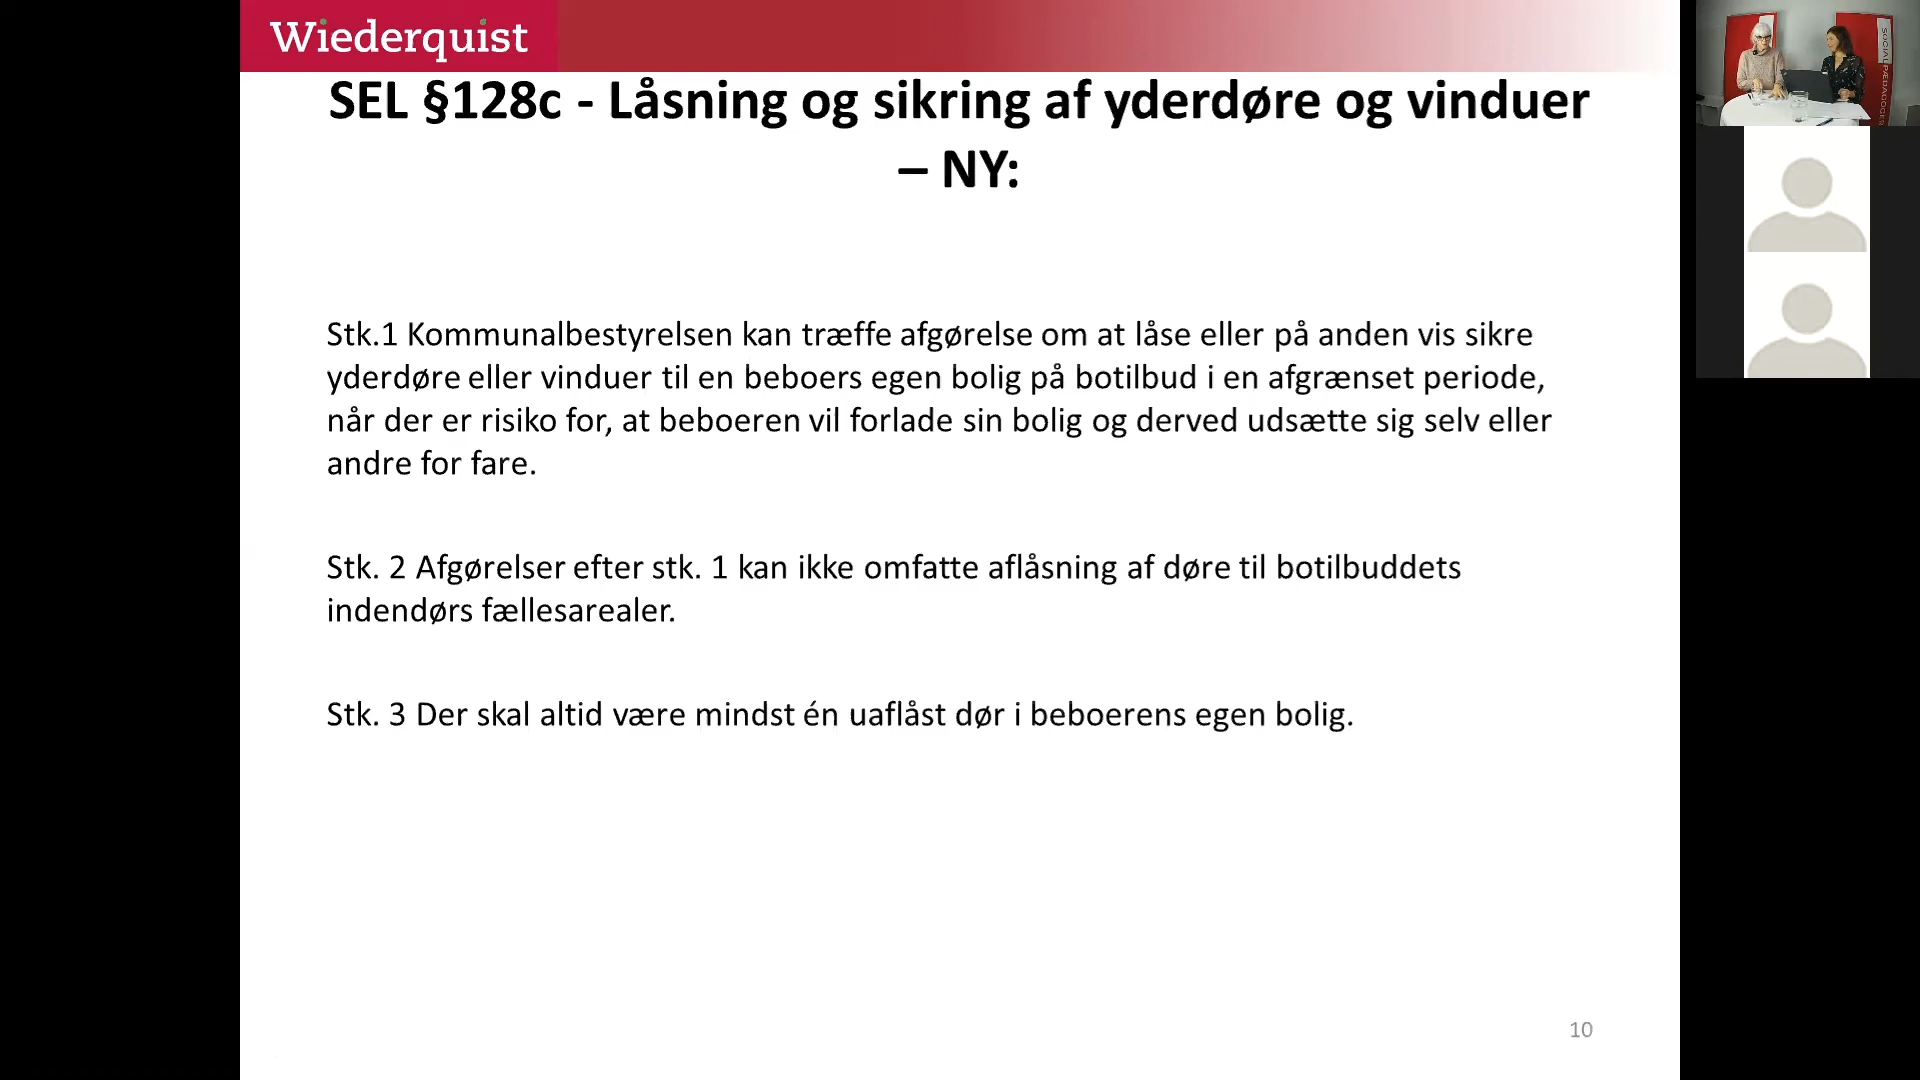 Wiederquist
SEL §128c - Låsning og sikring af yderdøre og vinduer
– NY:
Stk.1 Kommunalbestyrelsen kan træffe afgørelse om at låse eller på anden vis sikre
yderdøre eller vinduer til en beboers egen bolig på botilbud i en afgrænset periode,
når der er risiko for, at beboeren vil forlade sin bolig og derved udsætte sig selv eller
andre for fare.
Stk. 2 Afgørelser efter stk. 1 kan ikke omfatte aflåsning af døre til botilbuddets
indendørs fællesarealer.
Stk. 3 Der skal altid være mindst én uaflåst dør i beboerens egen bolig.
10
SOCIALPÆDAGOGER